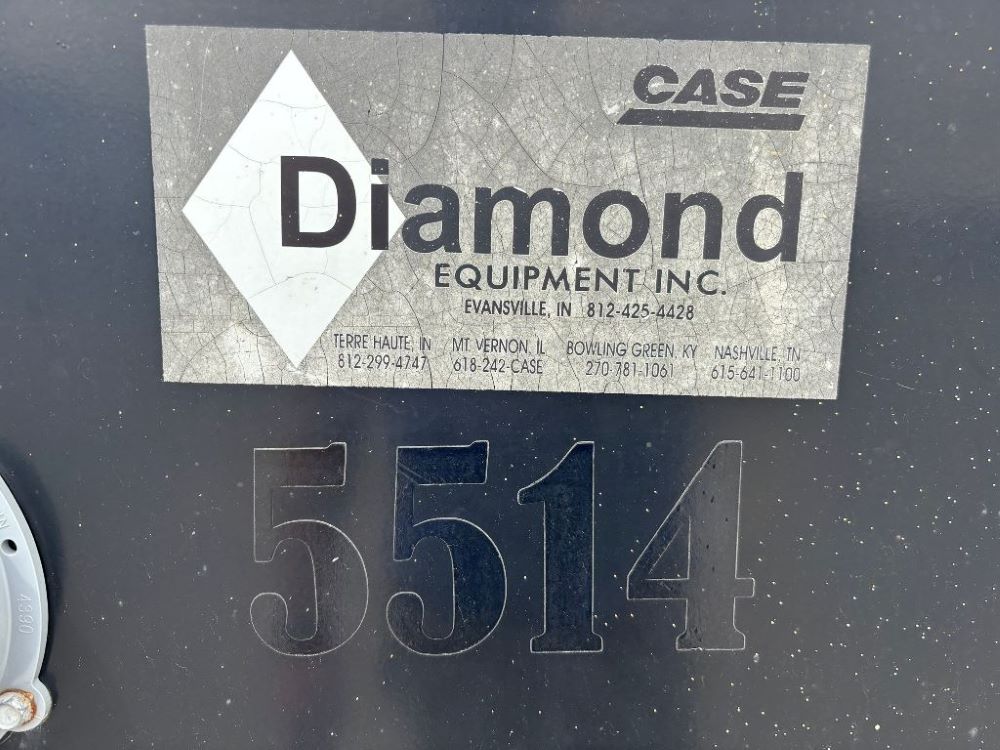 CASE
Diamond
EQUIPMENT INC.
EVANSVILLE, IN 812-425-4428
TERRE HAUTE, IN MT VERNON, IL BOWLING GREEN, KY NASHVILLE, TN
812-299-4747 618-242-CASE 270-781-1061 615-641-1100
5514
4390